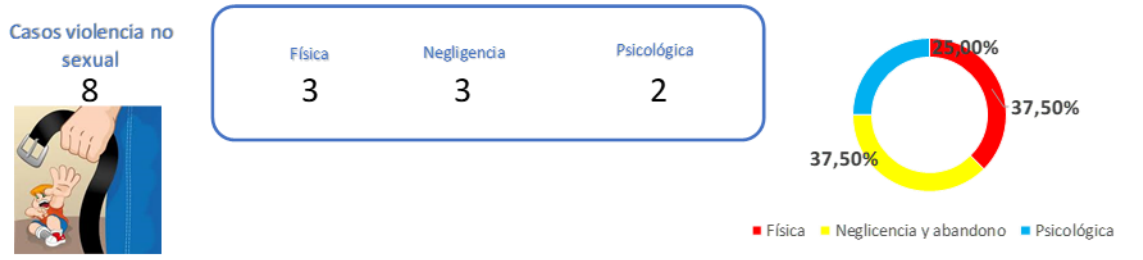 Casos violencia no
sexual
8
Física
Negligencia
Psicológica
3
3
2
25,00%
37,50%
37,50%
Física
Neglicencia y abandono
Psicológica